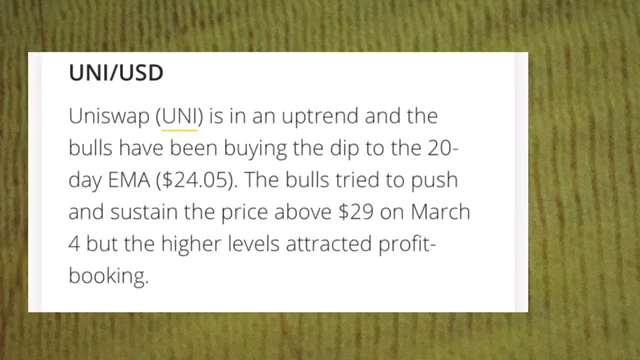 UNI/USD
Uniswap (UNI) is in an uptrend and the
bulls have been buying the dip to the 20-
day EMA ($24.05). The bulls tried to push
and sustain the price above $29 on March
4 but the higher levels attracted profit-
booking.